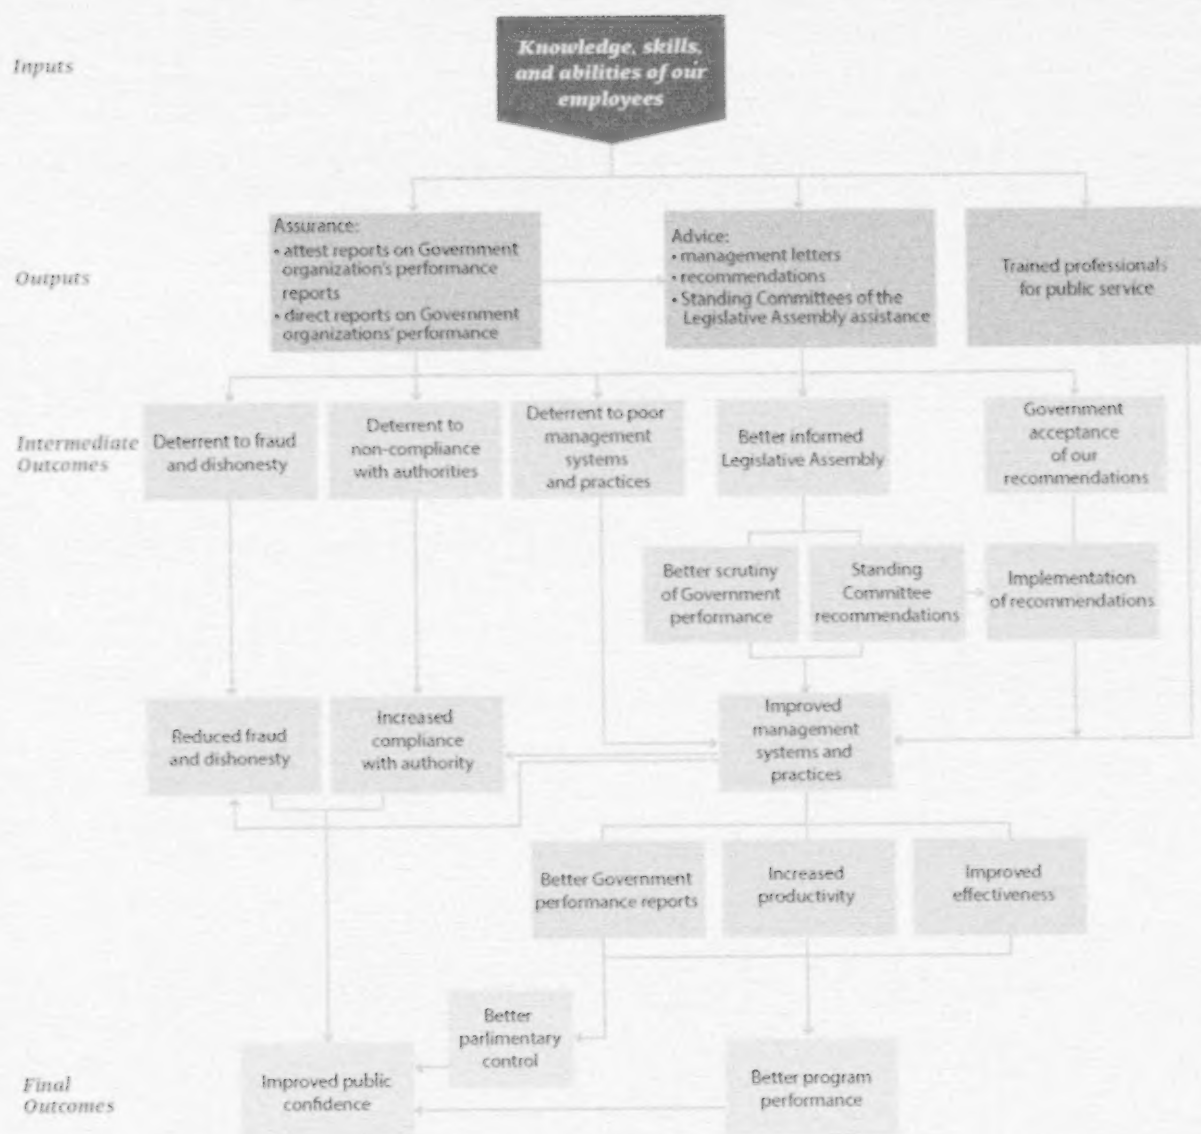 Inputs
Knowledge, skills,
and abilities of our
employees
Outputs
Assurance:
• attest reports on Government
organization's performance
reports
• direct reports on Government
organizations' performance
Advice:
• management letters
• recommendations
• Standing Committees of the
Legislative Assembly assistance
Trained professionals
for public service
Intermediate
Outcomes
Deterrent to fraud
and dishonesty
Deterrent to
non-compliance
with authorities
Deterrent to poor
management
systems
and practices
Better informed
Legislative Assembly
Government
acceptance
of our
recommendations
Better scrutiny
of Government
performance
Standing
Committee
recommendations
Implementation
of recommendations
Reduced fraud
and dishonesty
Increased
compliance
with authority
Improved
management
systems and
practices
Better Government
performance reports
Increased
productivity
Improved
effectiveness
Better
parlimentary
control
Final
Outcomes
Improved public
confidence
Better program
performance